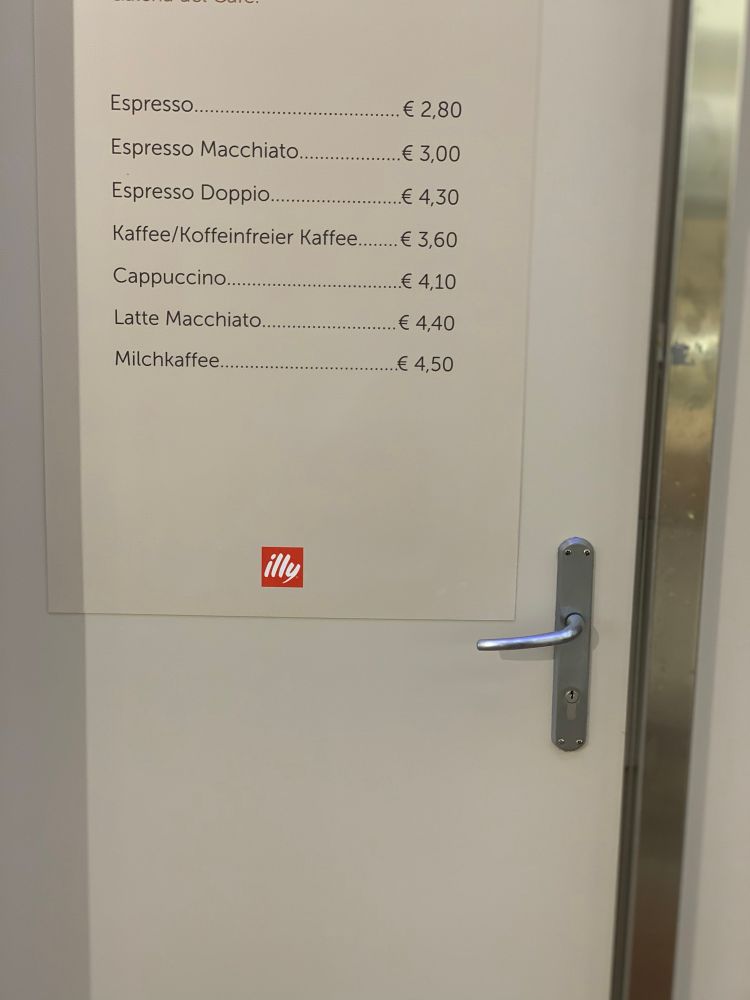 Espresso........................................€ 2,80
Espresso Macchiato....................€ 3,00
Espresso Doppio..........................€ 4,30
Kaffee/Koffeinfreier Kaffee........€ 3,60
Cappuccino...................................€ 4,10
Latte Macchiato...........................€ 4,40
Milchkaffee....................................€ 4,50
illy